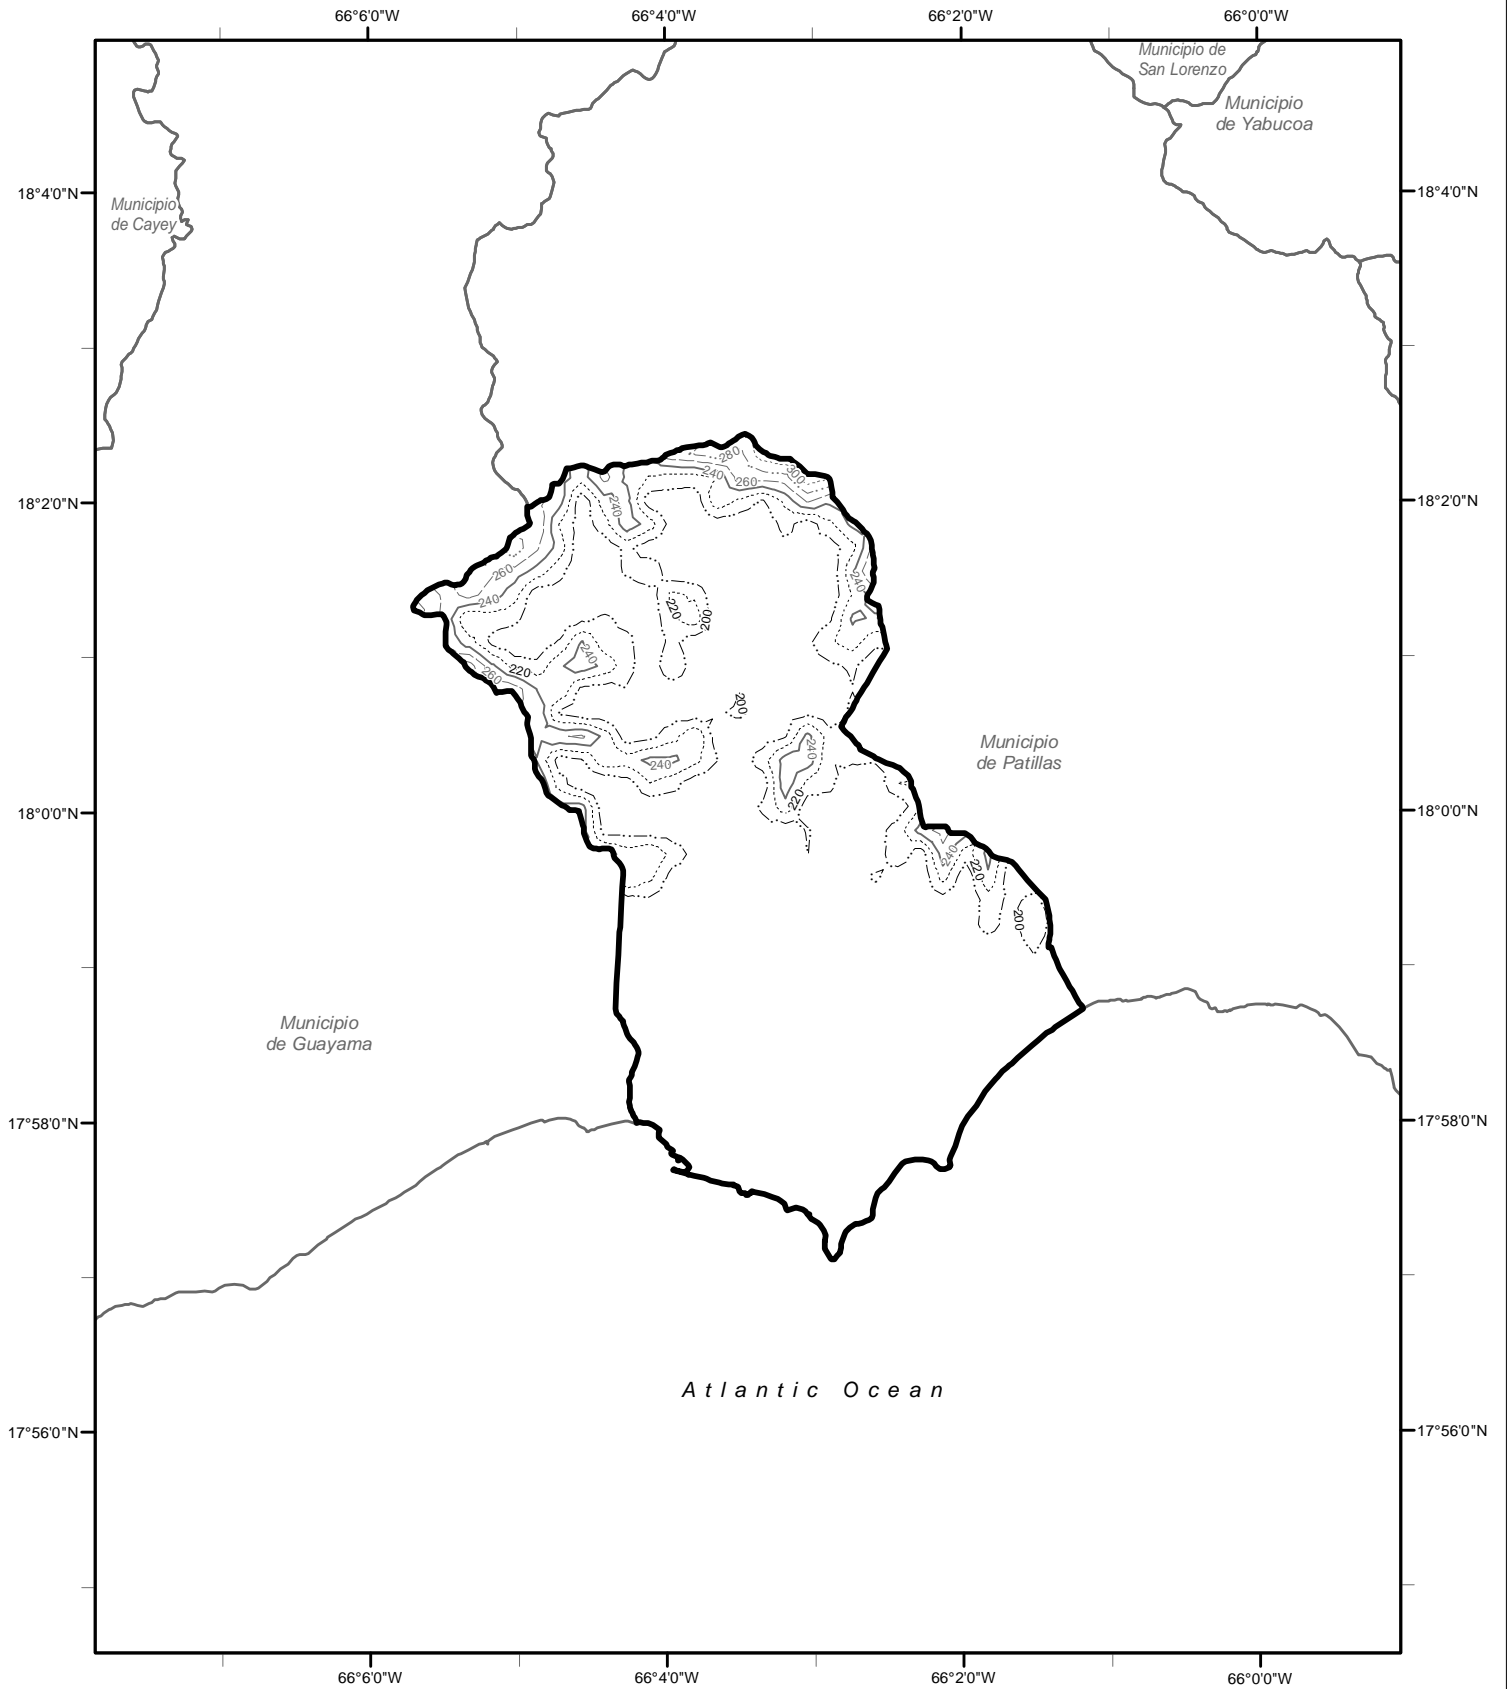 66°6'0"W
66°4'0"W
66°2'0"W
66°0'0"W
Municipio de
San Lorenzo
Municipio
de Yabucoa
18°4'0"N
18°4'0"N
Municipio
de Cayey
280
240
300
260
18°2'0"N
18°2'0"N
240
260
240
240
220
200
240
220
260
200
240
240
Municipio
de Patillas
220
18°0'0"N
18°0'0"N
240
220
200
Municipio
de Guayama
17°58'0"N
17°58'0"N
Atlantic Ocean
17°56'0"N
17°56'0"N
66°6'0"W
66°4'0"W
66°2'0"W
66°0'0"W